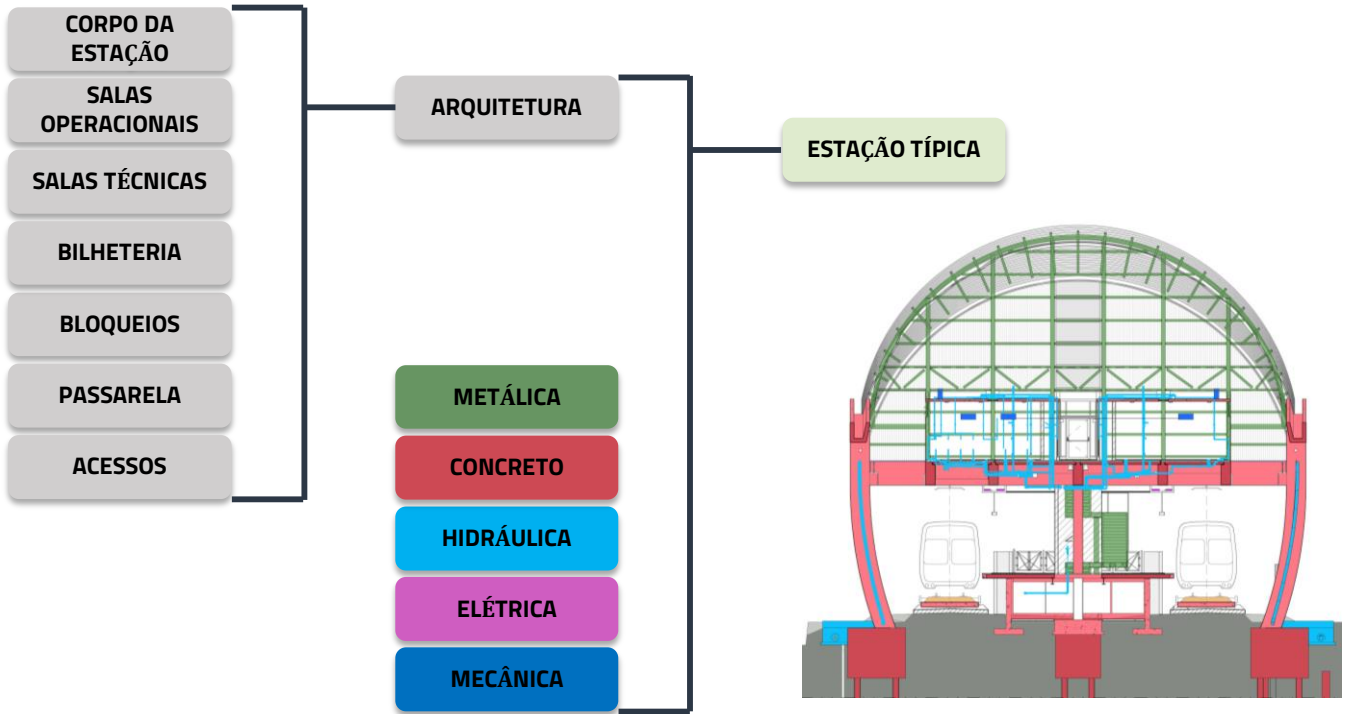 CORPO DA
ESTAÇÃO
SALAS
OPERACIONAIS
SALAS TÉCNICAS
BILHETERIA
BLOQUEIOS
PASSARELA
ACESSOS
ARQUITETURA
METÁLICA
CONCRETO
HIDRÁULICA
ELÉTRICA
MECÂNICA
ESTAÇÃO TÍPICA